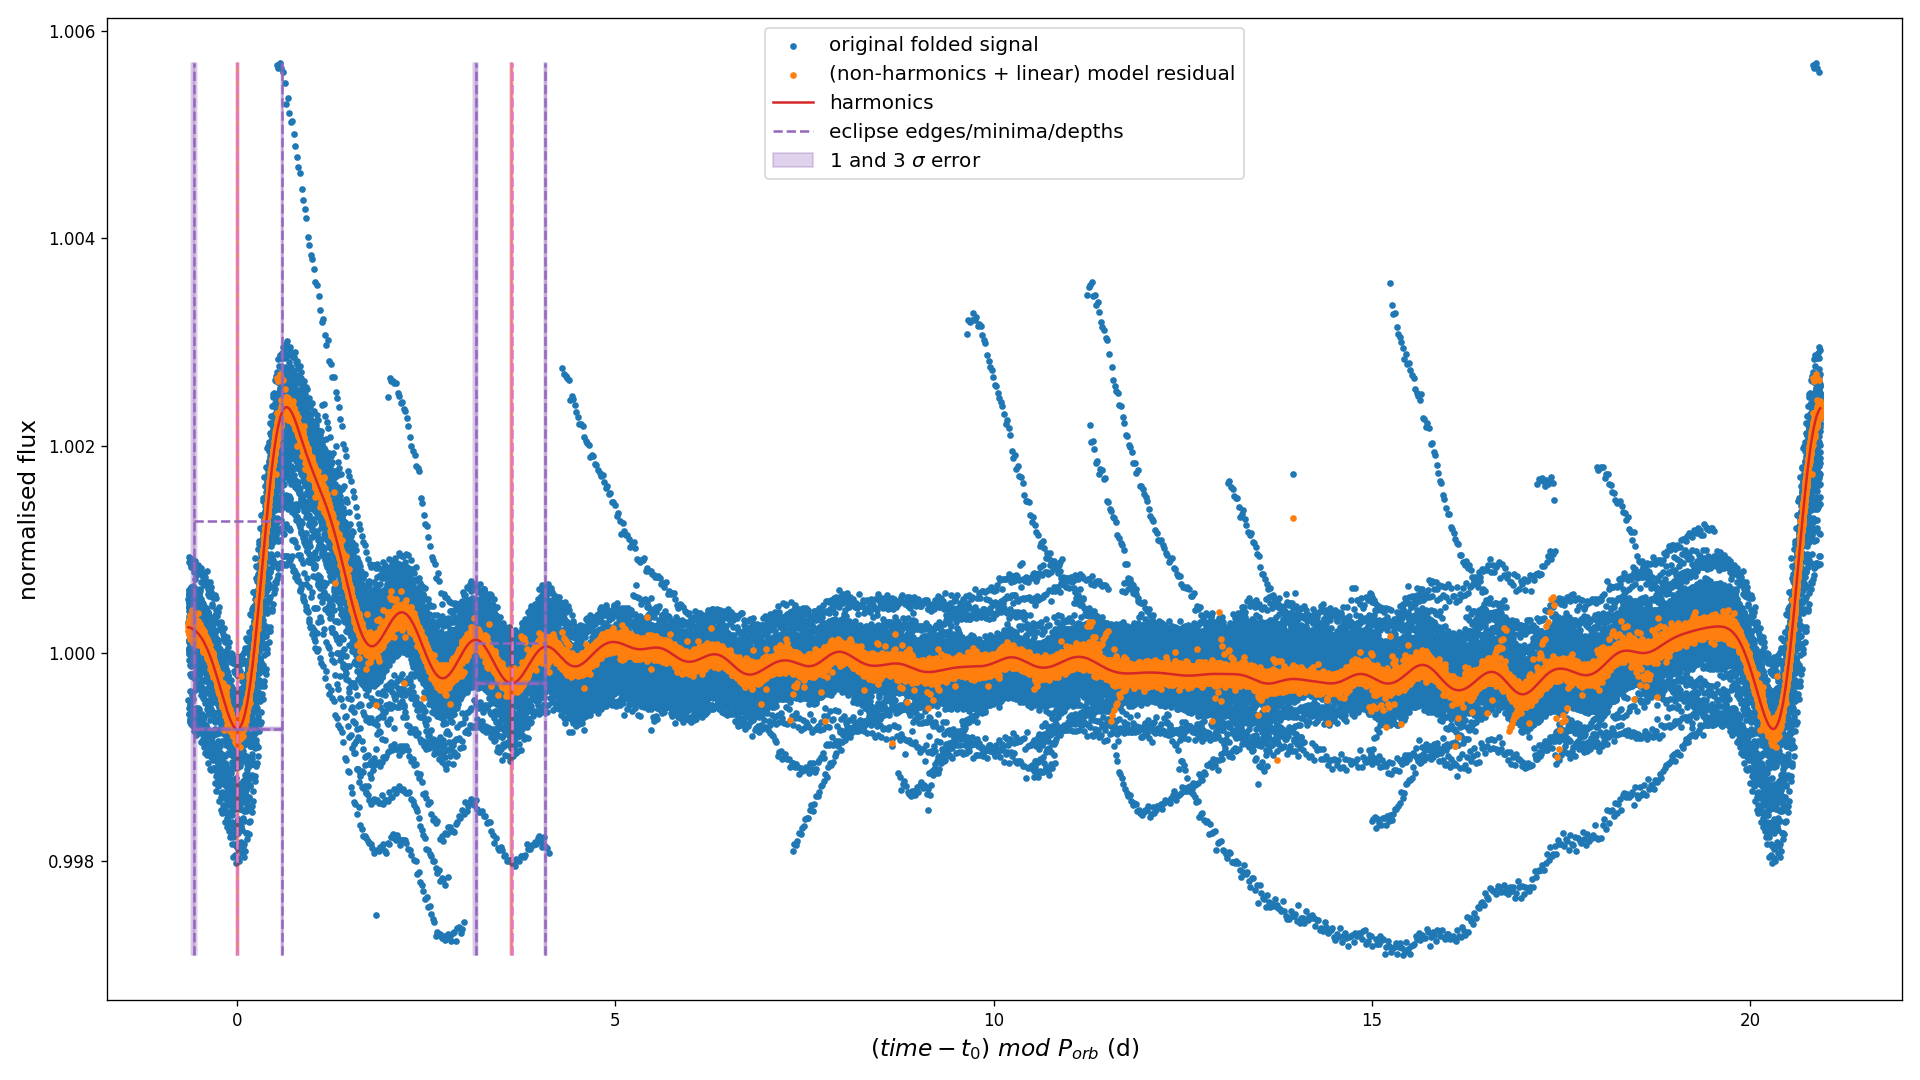 1.006
1.004
1.002
1.000
0.998
normalised flux
original folded signal
(non-harmonics + linear) model residual
harmonics
eclipse edges/minima/depths
1 and 3 σ error
0 5 10 15 20
(time − t₀) mod P_orb (d)